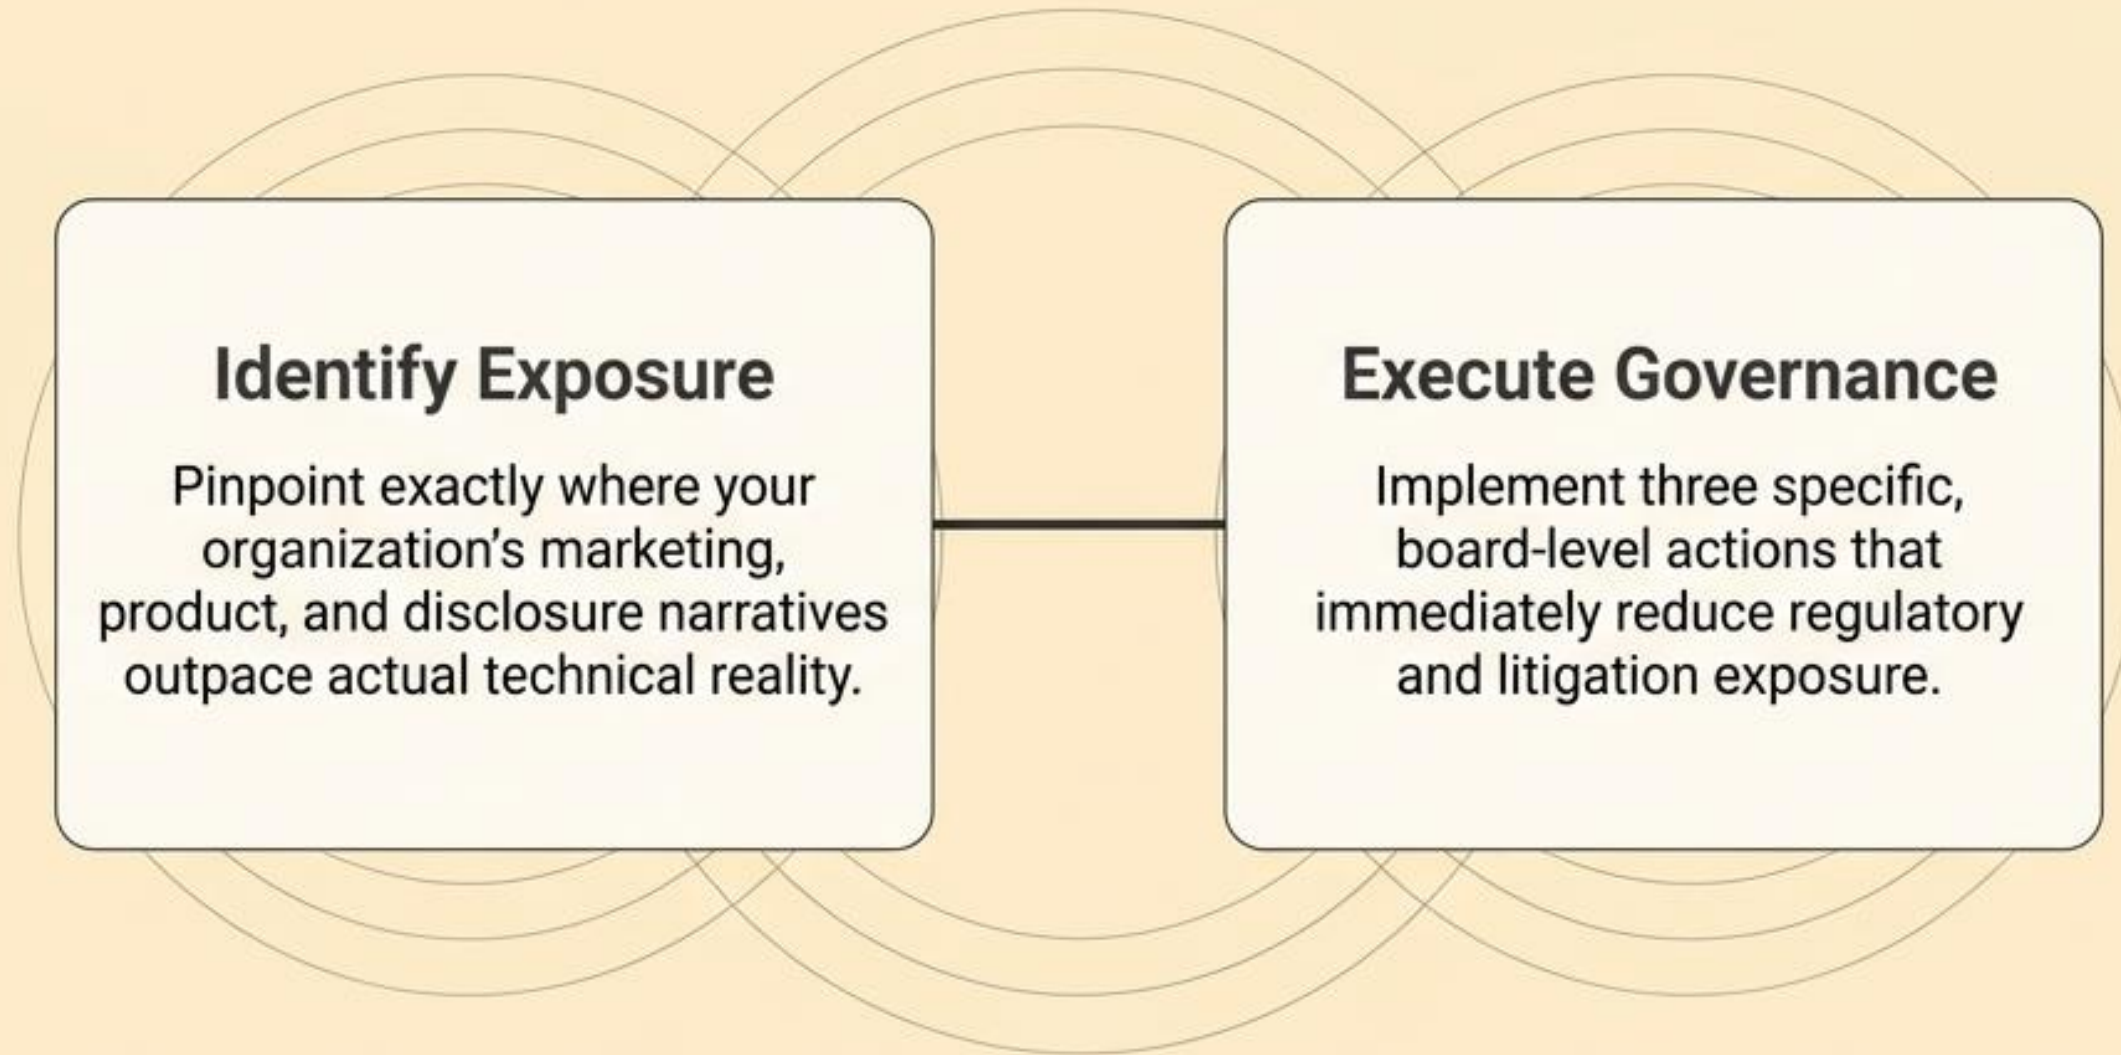 Identify Exposure
Pinpoint exactly where your
organization’s marketing,
product, and disclosure narratives
outpace actual technical reality.
Execute Governance
Implement three specific,
board-level actions that
immediately reduce regulatory
and litigation exposure.